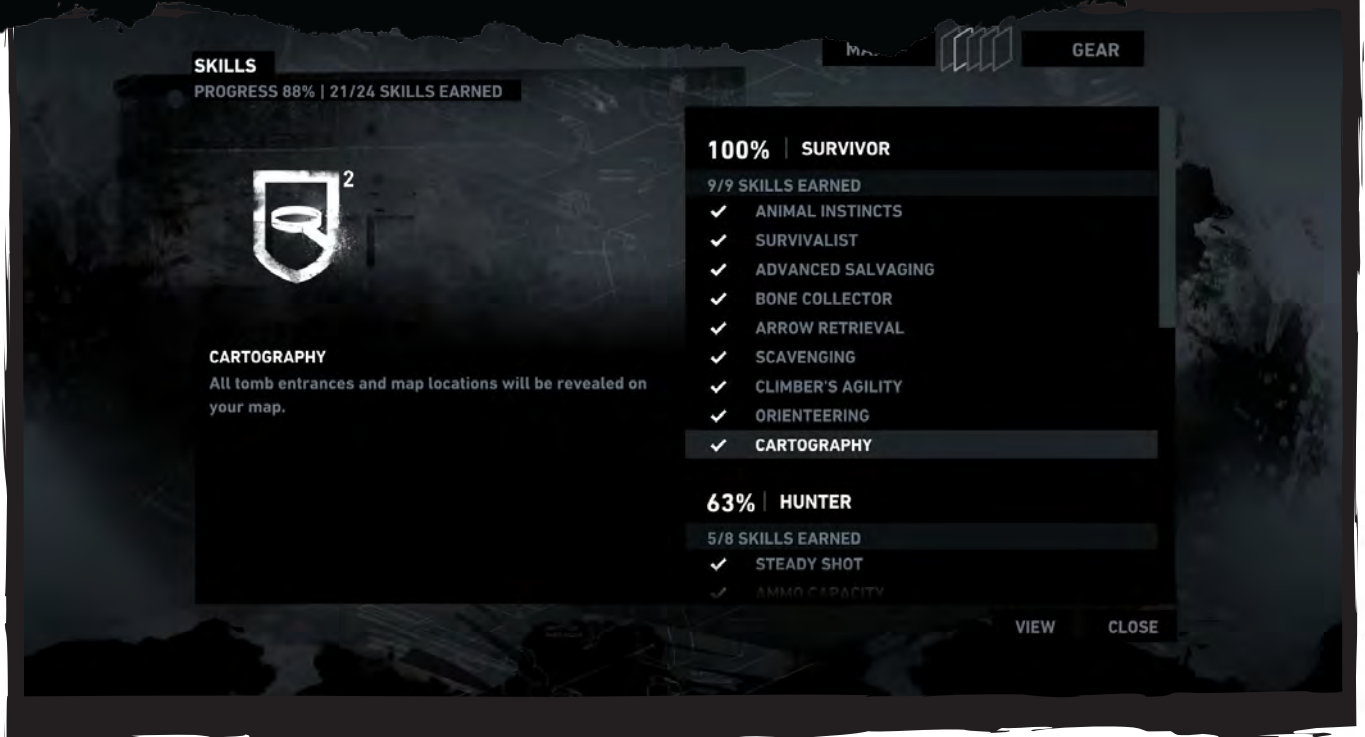 SKILLS
PROGRESS 88% | 21/24 SKILLS EARNED
GEAR
2
CARTOGRAPHY
All tomb entrances and map locations will be revealed on
your map.
100% | SURVIVOR
9/9 SKILLS EARNED
ANIMAL INSTINCTS
SURVIVALIST
ADVANCED SALVAGING
BONE COLLECTOR
ARROW RETRIEVAL
SCAVENGING
CLIMBER'S AGILITY
ORIENTEERING
CARTOGRAPHY
63% | HUNTER
5/8 SKILLS EARNED
STEADY SHOT
AMMO CAPACITY
VIEW CLOSE